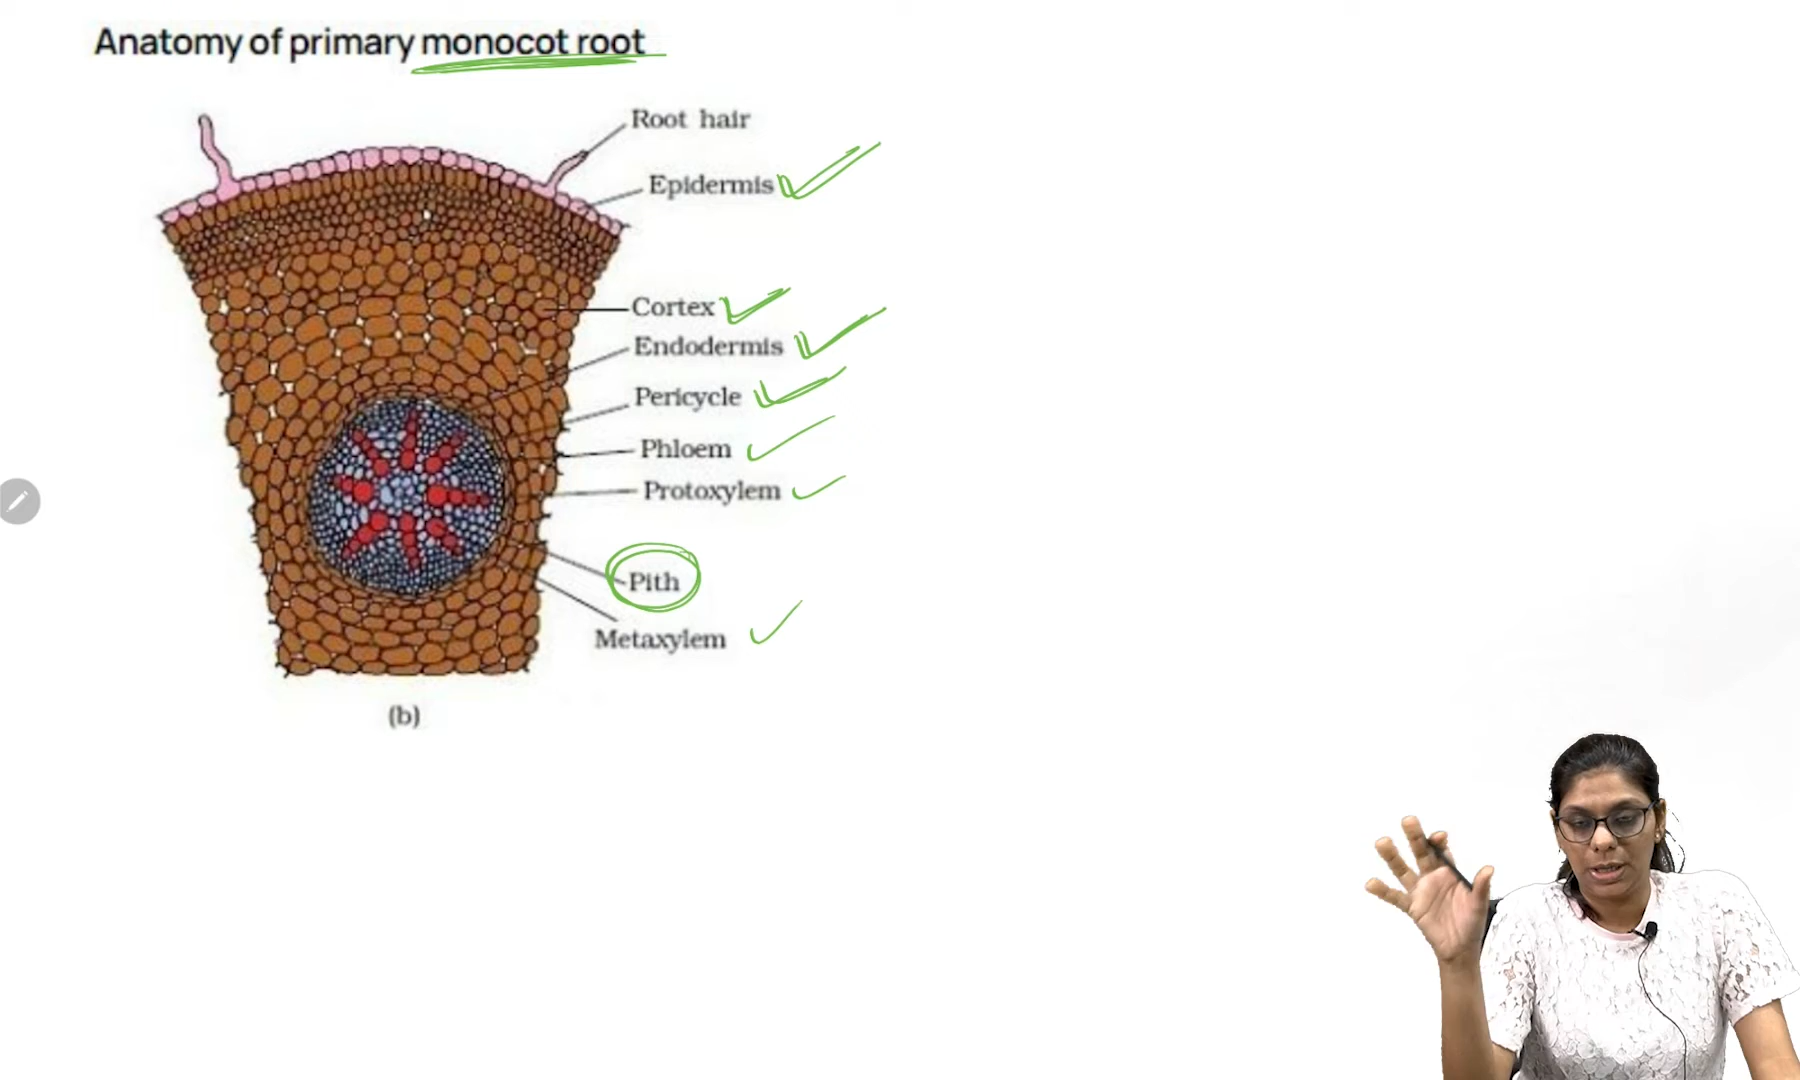 Anatomy of primary monocot root
Root hair
Epidermis
Cortex
Endodermis
Pericycle
Phloem
Protoxylem
Pith
Metaxylem
(b)